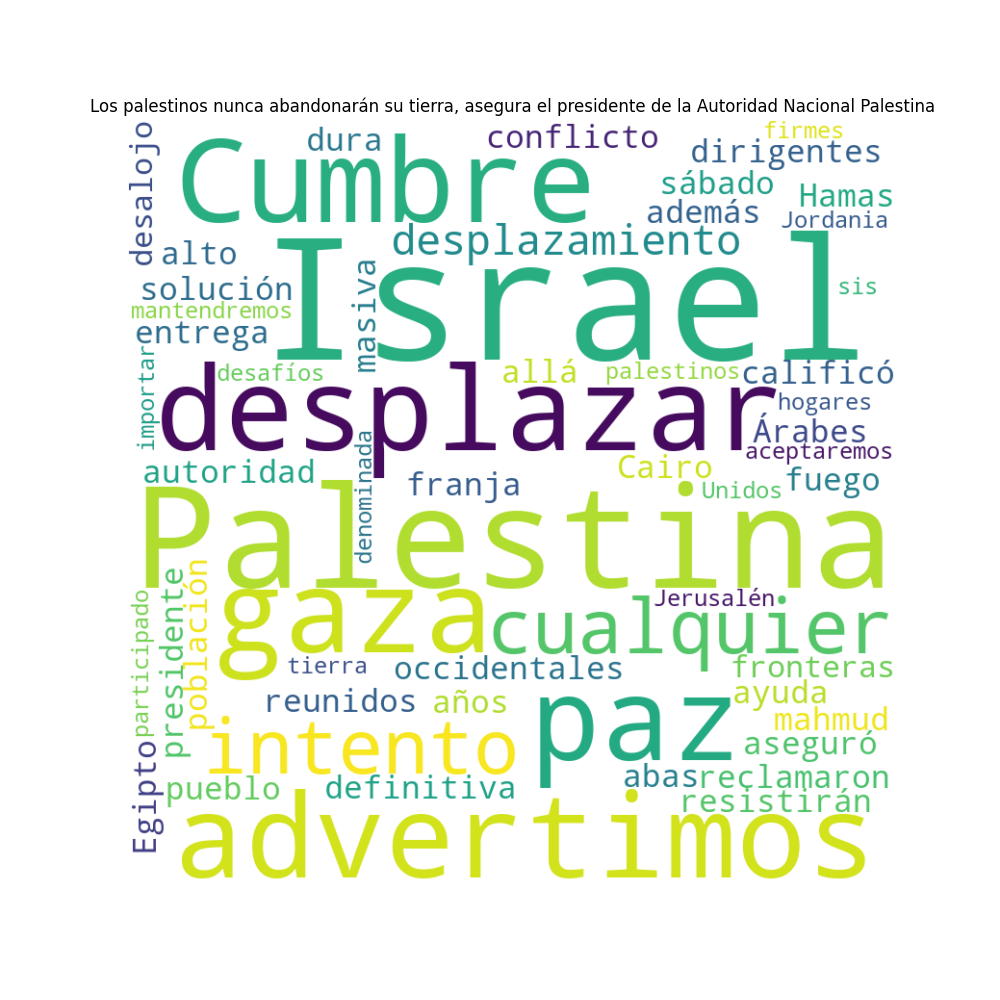 Los palestinos nunca abandonarán su tierra, asegura el presidente de la Autoridad Nacional Palestina
desalojo
dura
conflicto
firmes
dirigentes
Cumbre
sábado
Hamas
además
Jordania
desplazamiento
alto
Israel
masiva
solución
sis
mantendremos
entrega
importar
desafíos
allá
palestinos
calificó
desplazar
hogares
Árabes
aceptaremos
denominada
autoridad
Cairo
franja
Unidos
fuego
Palestina
participado
presidente
población
gaza
Jerusalén
cualquier
tierra
occidentales
fronteras
reunidos
años
paz
ayuda
mahmud
intento
aseguró
Egipto
pueblo
definitiva
abas
reclamaron
resistirán
advertimos